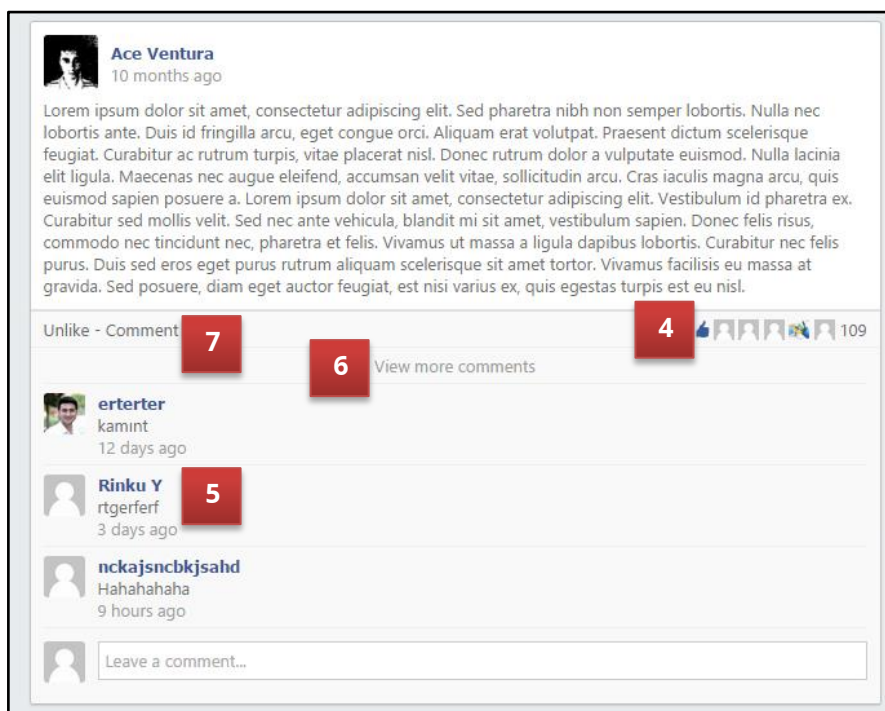 Ace Ventura
10 months ago
Lorem ipsum dolor sit amet, consectetur adipiscing elit. Sed pharetra nibh non semper lobortis. Nulla nec
lobortis ante. Duis id fringilla arcu, eget congue orci. Aliquam erat volutpat. Praesent dictum scelerisque
feugiat. Curabitur ac rutrum turpis, vitae placerat nisl. Donec rutrum dolor a vulputate euismod. Nulla lacinia
elit ligula. Maecenas nec augue eleifend, accumsan velit vitae, sollicitudin arcu. Cras iaculis magna arcu, quis
euismod sapien posuere a. Lorem ipsum dolor sit amet, consectetur adipiscing elit. Vestibulum id pharetra ex.
Curabitur sed mollis velit. Sed nec ante vehicula, blandit mi sit amet, vestibulum sapien. Donec felis risus,
commodo nec tincidunt nec, pharetra et felis. Vivamus ut massa a ligula dapibus lobortis. Curabitur nec felis
purus. Duis sed eros eget purus rutrum aliquam scelerisque sit amet tortor. Vivamus facilisis eu massa at
gravida. Sed posuere, diam eget auctor feugiat, est nisi varius ex, quis egestas turpis est eu nisl.
Unlike - Comment 7 4 109
6 View more comments
erterter
kamınt
12 days ago
Rinku Y
rtgerferf 5
3 days ago
nckajsncbkjsahd
Hahahahaha
9 hours ago
Leave a comment...